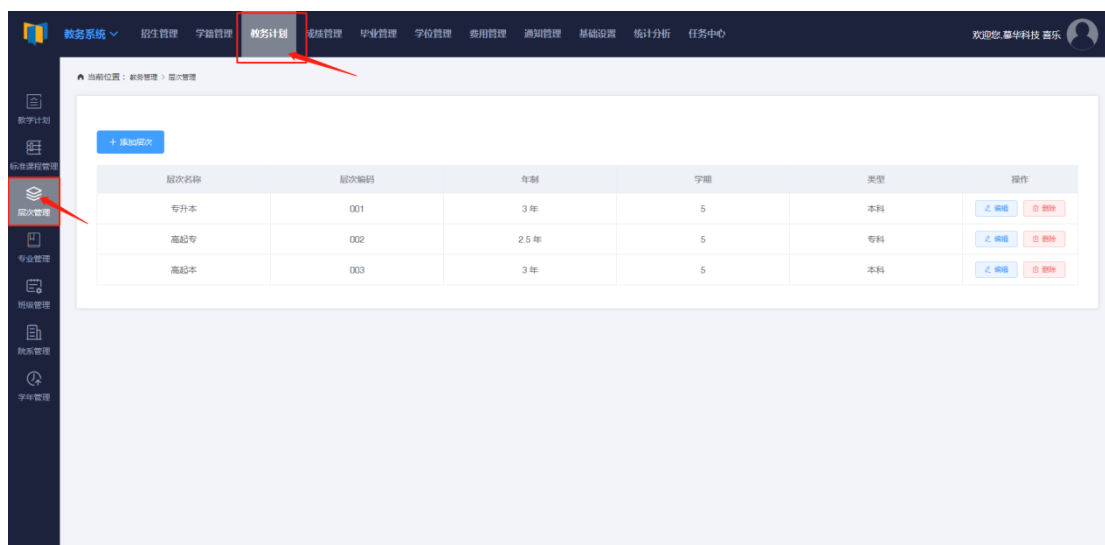 教务系统 招生管理 学籍管理 教务计划 成绩管理 毕业管理 学位管理 费用管理 通知管理 基础设置 统计分析 任务中心 欢迎您,慕华科技 喜乐
当前位置: 教务管理 > 层次管理
教学计划
标准课程管理
层次管理
专业管理
班级管理
院系管理
学年管理
+ 添加层次
层次名称 层次编码 年制 学期 类型 操作
专升本 001 3 年 5 本科 编辑 删除
高起专 002 2.5 年 5 专科 编辑 删除
高起本 003 3 年 5 本科 编辑 删除